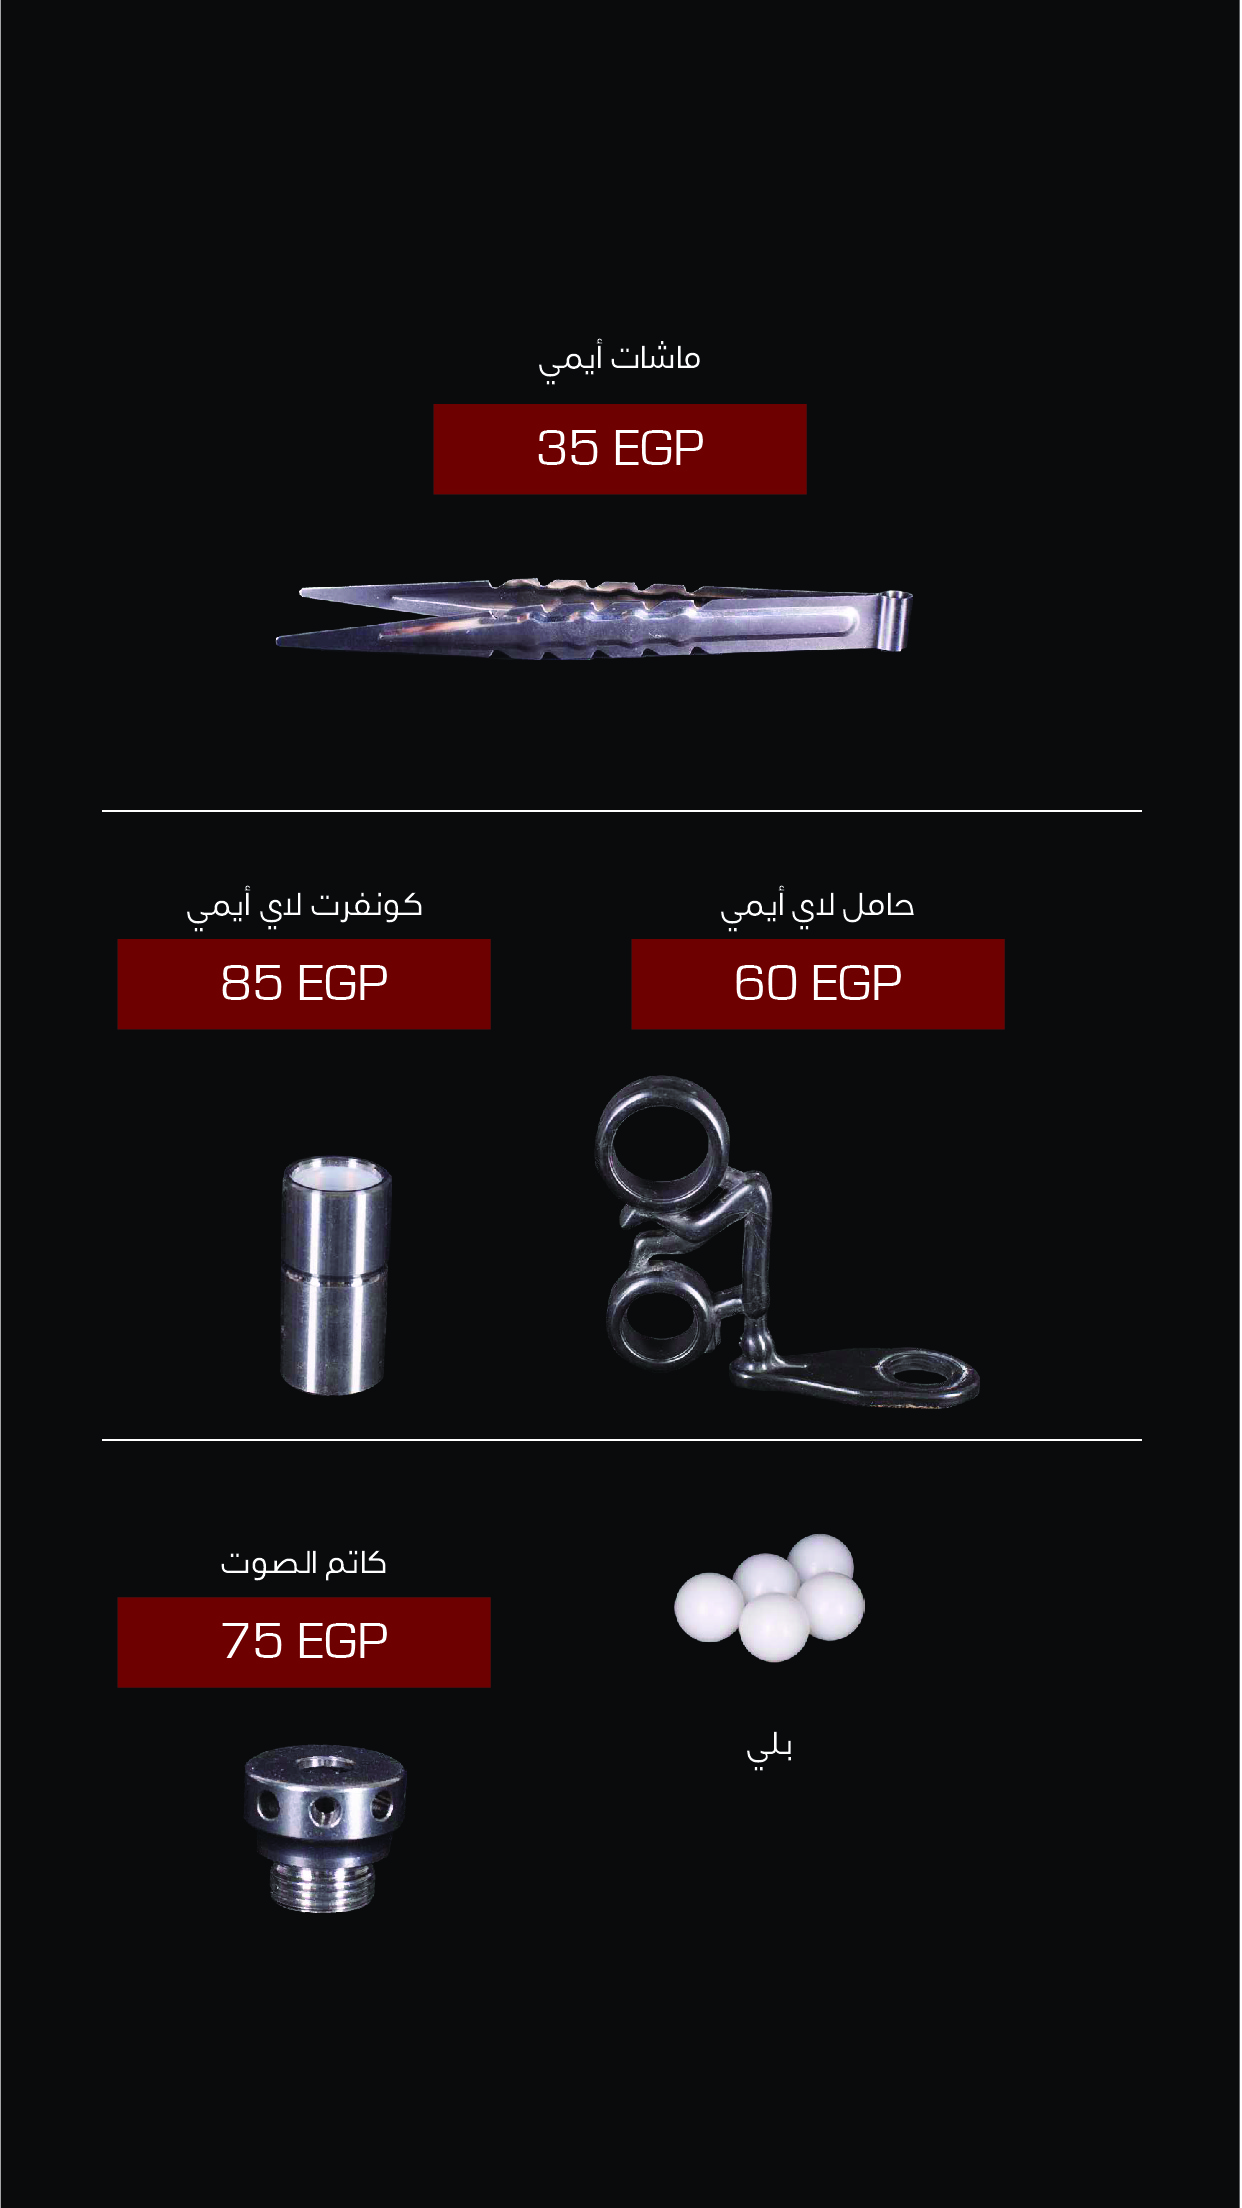 ماشات أيمي
35 EGP
حامل لاي أيمي
60 EGP
كونفرت لاي أيمي
85 EGP
كاتم الصوت
75 EGP
بلي